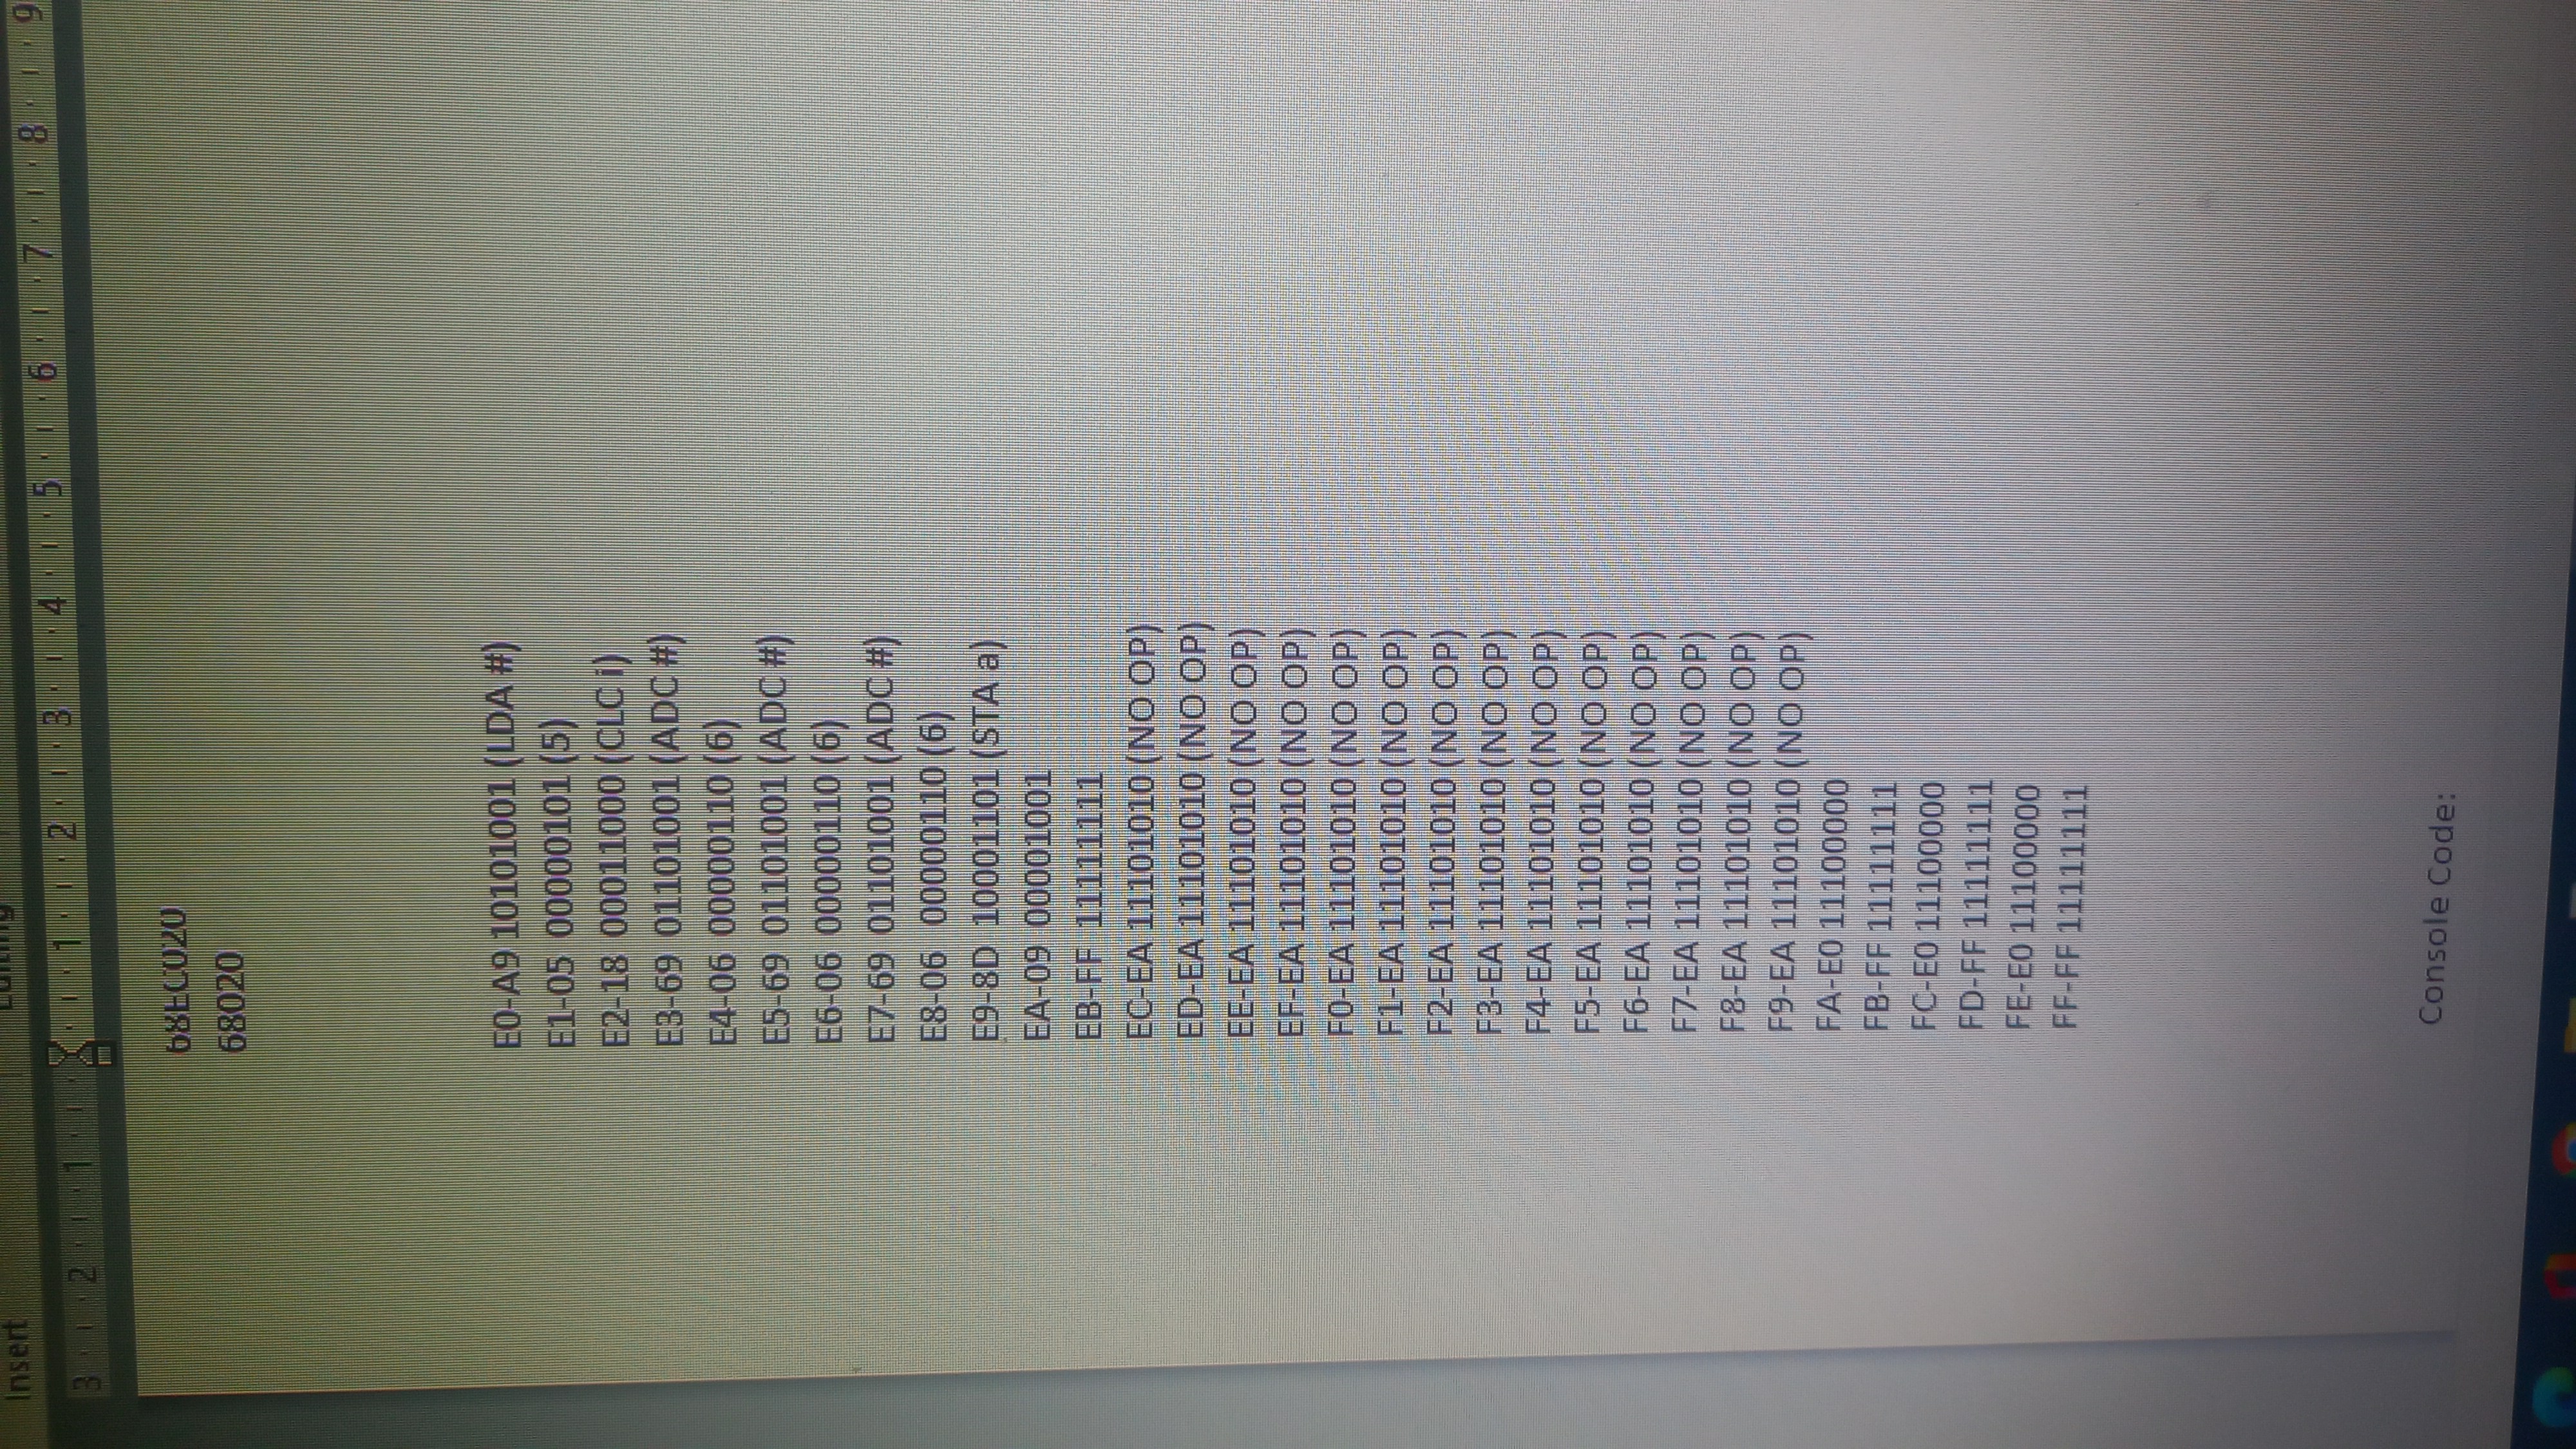 Insert
Editing
3 2 1 1 2 3 4 5 6 7 8 9
68EC020
68020
E0-A9 10101001 (LDA #)
E1-05 00000101 (5)
E2-18 00011000 (CLC i)
E3-69 01101001 (ADC #)
E4-06 00000110 (6)
E5-69 01101001 (ADC #)
E6-06 00000110 (6)
E7-69 01101001 (ADC #)
E8-06 00000110 (6)
E9-8D 10001101 (STA a)
EA-09 00001001
EB-FF 11111111
EC-EA 11101010 (NO OP)
ED-EA 11101010 (NO OP)
EE-EA 11101010 (NO OP)
EF-EA 11101010 (NO OP)
F0-EA 11101010 (NO OP)
F1-EA 11101010 (NO OP)
F2-EA 11101010 (NO OP)
F3-EA 11101010 (NO OP)
F4-EA 11101010 (NO OP)
F5-EA 11101010 (NO OP)
F6-EA 11101010 (NO OP)
F7-EA 11101010 (NO OP)
F8-EA 11101010 (NO OP)
F9-EA 11101010 (NO OP)
FA-E0 11100000
FB-FF 11111111
FC-E0 11100000
FD-FF 11111111
FE-E0 11100000
FF-FF 11111111
Console Code: